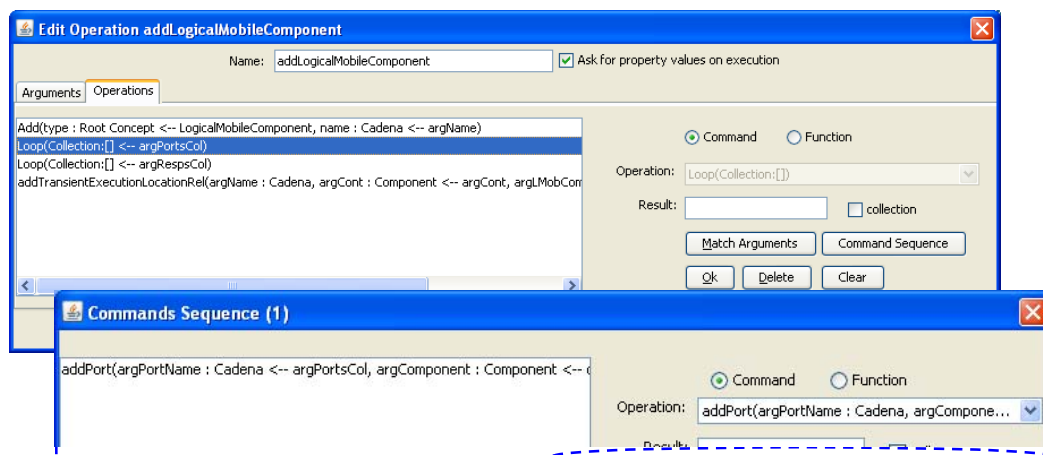 Edit Operation addLogicalMobileComponent
Name: addLogicalMobileComponent Ask for property values on execution
Arguments Operations
Add(type : Root Concept <-- LogicalMobileComponent, name : Cadena <-- argName)
Loop(Collection:[] <-- argPortsCol)
Loop(Collection:[] <-- argRespsCol)
addTransientExecutionLocationRel(argName : Cadena, argCont : Component <-- argCont, argLMobCom
Command Function
Operation: Loop(Collection:[])
Result: collection
Match Arguments Command Sequence
Ok Delete Clear
Commands Sequence (1)
addPort(argPortName : Cadena <-- argPortsCol, argComponent : Component <--
Command Function
Operation: addPort(argPortName : Cadena, argCompone...
Result: